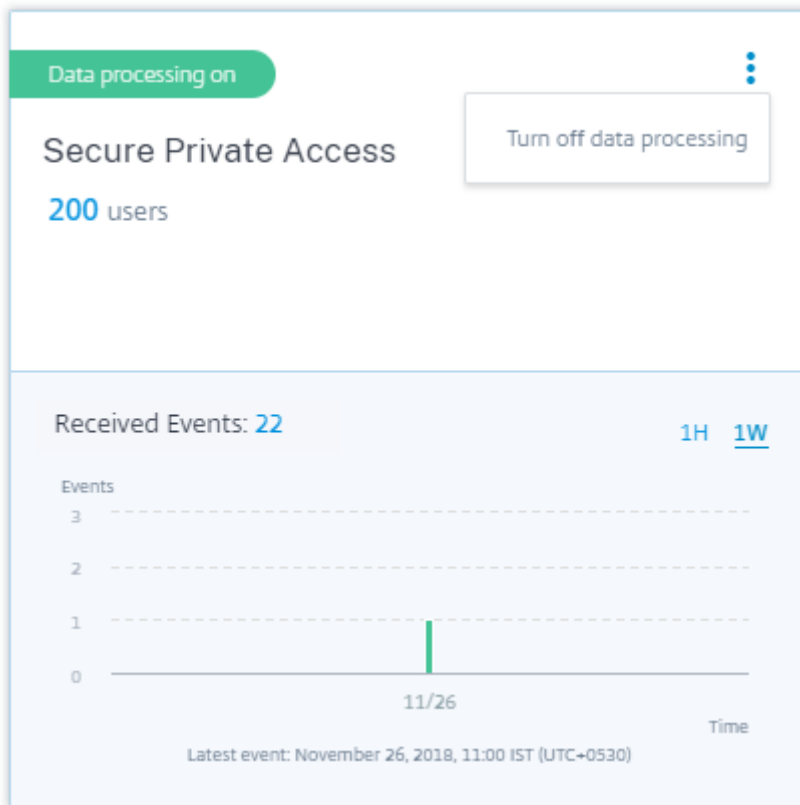 Data processing on
Turn off data processing
Secure Private Access
200 users
Received Events: 22
1H 1W
Events
3
2
1
0
11/26
Time
Latest event: November 26, 2018, 11:00 IST (UTC+0530)